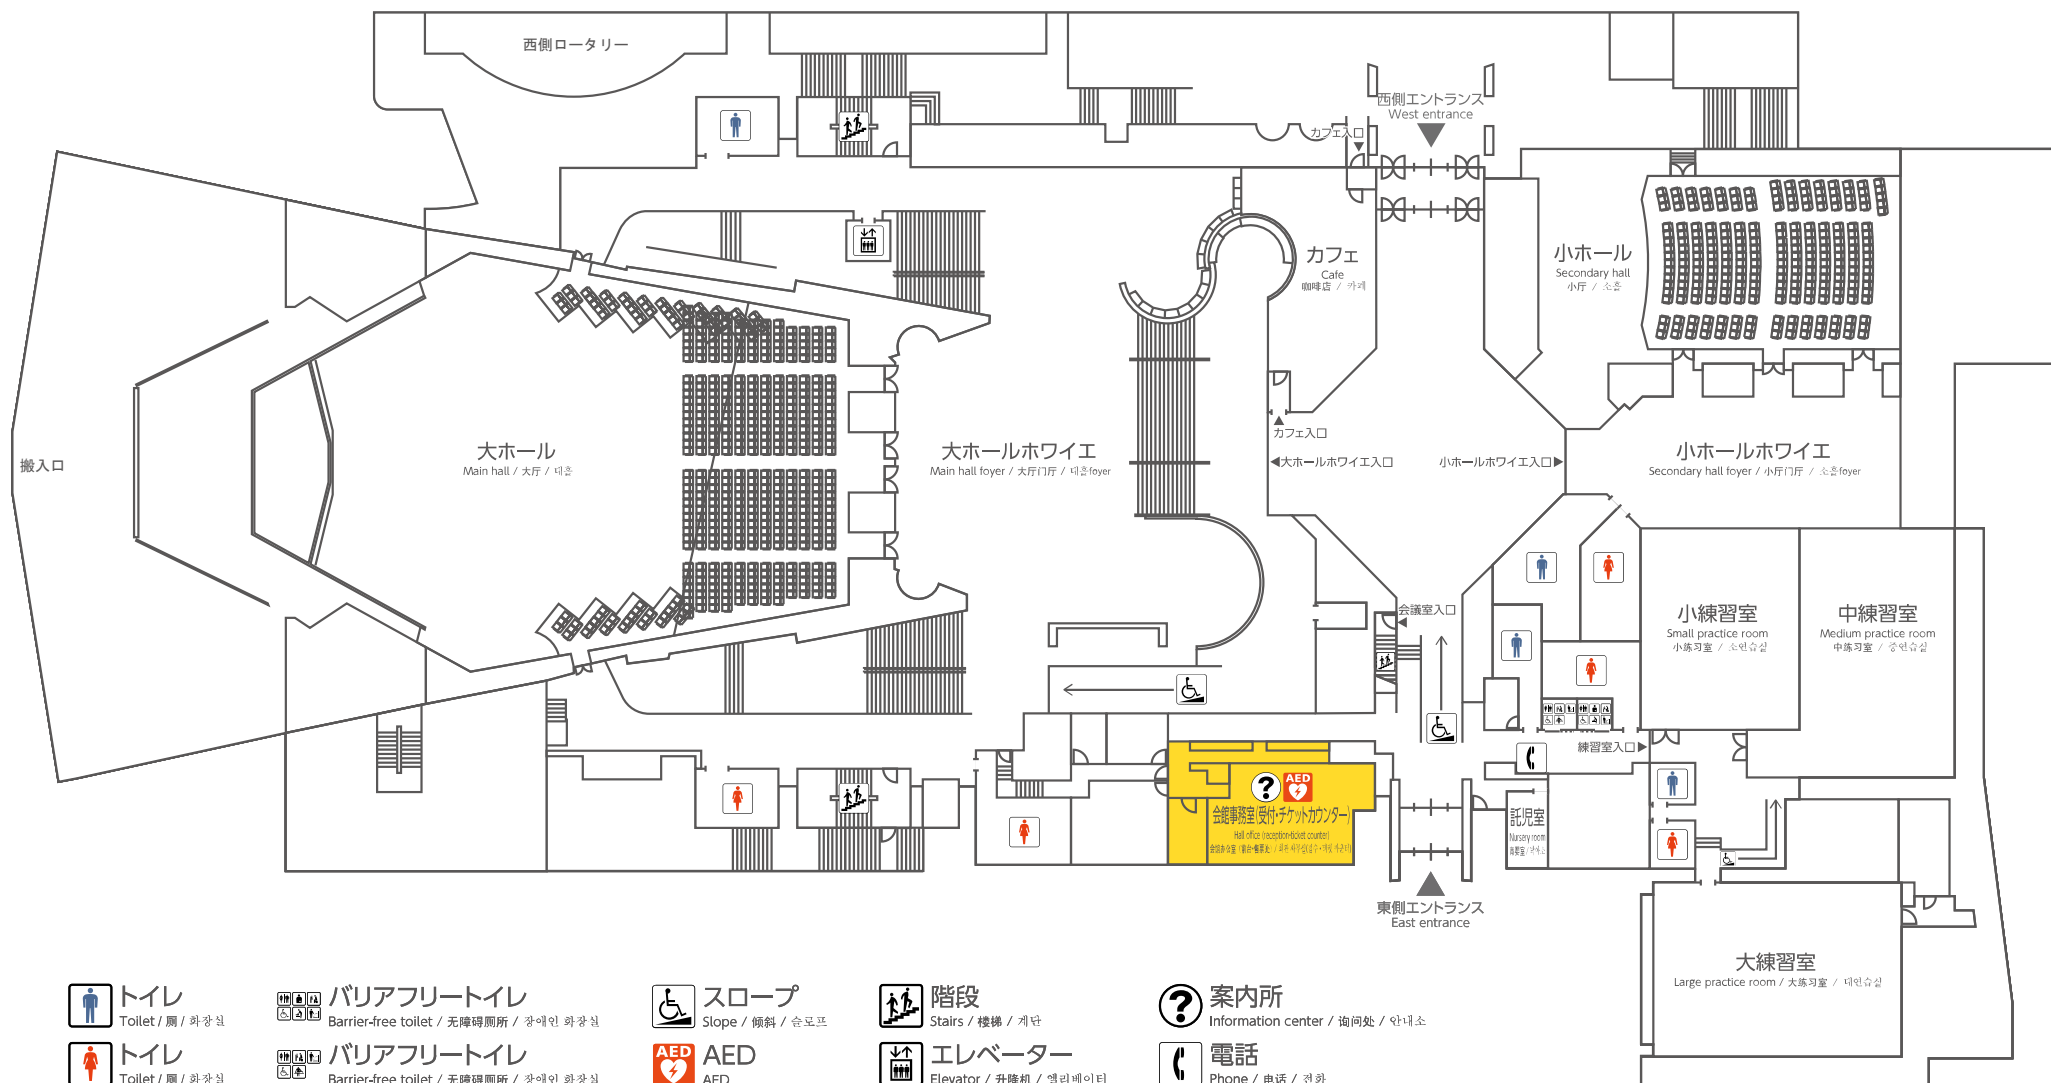 西側ロータリー
西側エントランス
West entrance
カフェ入口
カフェ
Cafe
咖啡店 / 카페
小ホール
Secondary hall
小厅 / 소홀
搬入口
大ホール
Main hall / 大厅 / 대홀
大ホールホワイエ
Main hall foyer / 大厅门厅 / 대홀foyer
カフェ入口
◀大ホールホワイエ入口
小ホールホワイエ入口▶
小ホールホワイエ
Secondary hall foyer / 小厅门厅 / 소홀foyer
会議室入口
小練習室
Small practice room
小练习室 / 소연습실
中練習室
Medium practice room
中练习室 / 중연습실
練習室入口▶
AED
会館事務室(受付・チケットカウンター)
Hall office (reception-ticket counter)
託児室
Nursery room
東側エントランス
East entrance
大練習室
Large practice room / 大练习室 / 대연습실
トイレ
Toilet / 厕 / 화장실
バリアフリートイレ
Barrier-free toilet / 无障碍厕所 / 장애인 화장실
スロープ
Slope / 倾斜 / 슬로프
階段
Stairs / 楼梯 / 계단
案内所
Information center / 询问处 / 안내소
トイレ
Toilet / 厕 / 화장실
バリアフリートイレ
Barrier-free toilet / 无障碍厕所 / 장애인 화장실
AED
AED
AED
エレベーター
Elevator / 升降机 / 엘리베이터
電話
Phone / 电话 / 전화